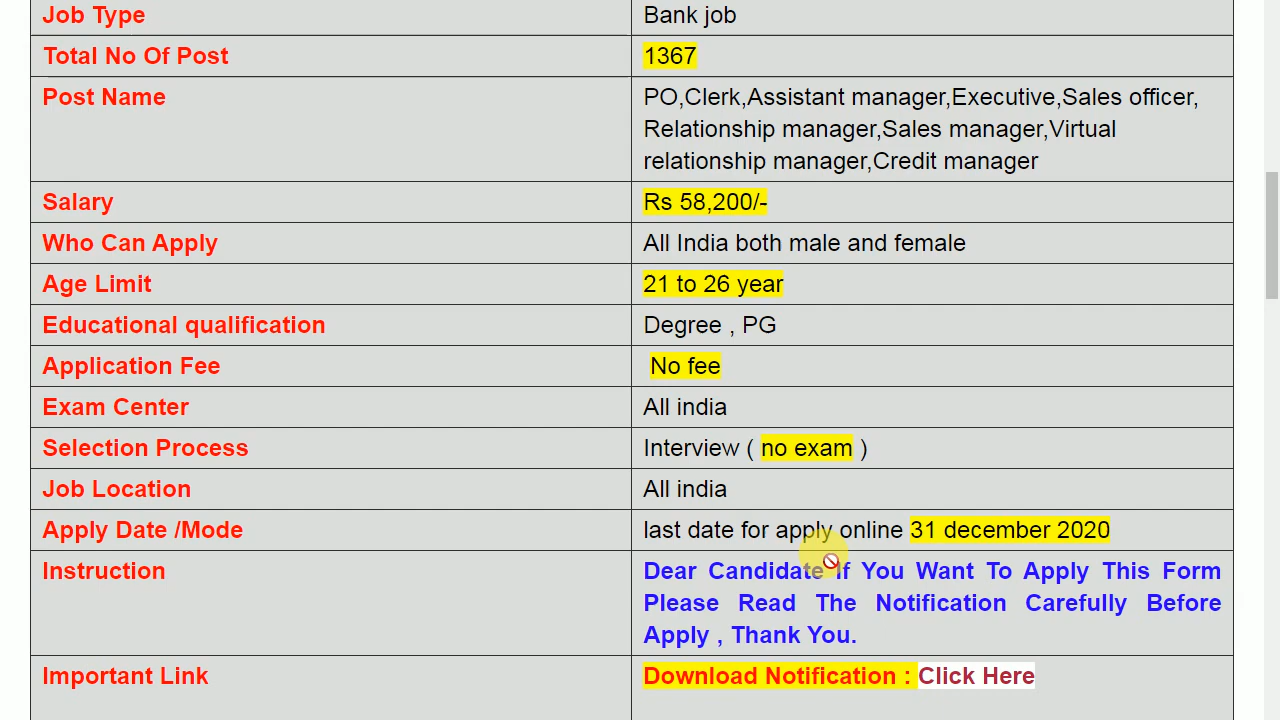 Job Type
Bank job
Total No Of Post
1367
Post Name
PO,Clerk,Assistant manager,Executive,Sales officer,
Relationship manager,Sales manager,Virtual
relationship manager,Credit manager
Salary
Rs 58,200/-
Who Can Apply
All India both male and female
Age Limit
21 to 26 year
Educational qualification
Degree , PG
Application Fee
No fee
Exam Center
All india
Selection Process
Interview ( no exam )
Job Location
All india
Apply Date /Mode
last date for apply online 31 december 2020
Instruction
Dear Candidate If You Want To Apply This Form
Please Read The Notification Carefully Before
Apply , Thank You.
Important Link
Download Notification : Click Here